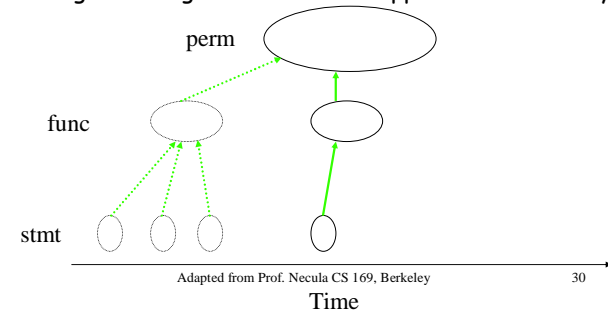 perm
func
stmt
Adapted from Prof. Necula CS 169, Berkeley 30
Time